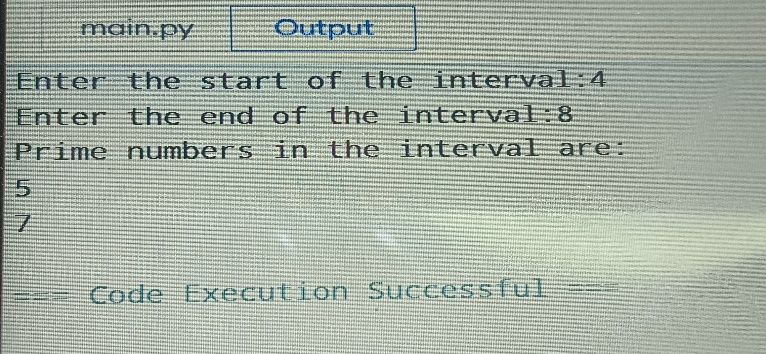 main.py Output
Enter the start of the interval:4
Enter the end of the interval:8
Prime numbers in the interval are:
5
7
=== Code Execution Successful ===